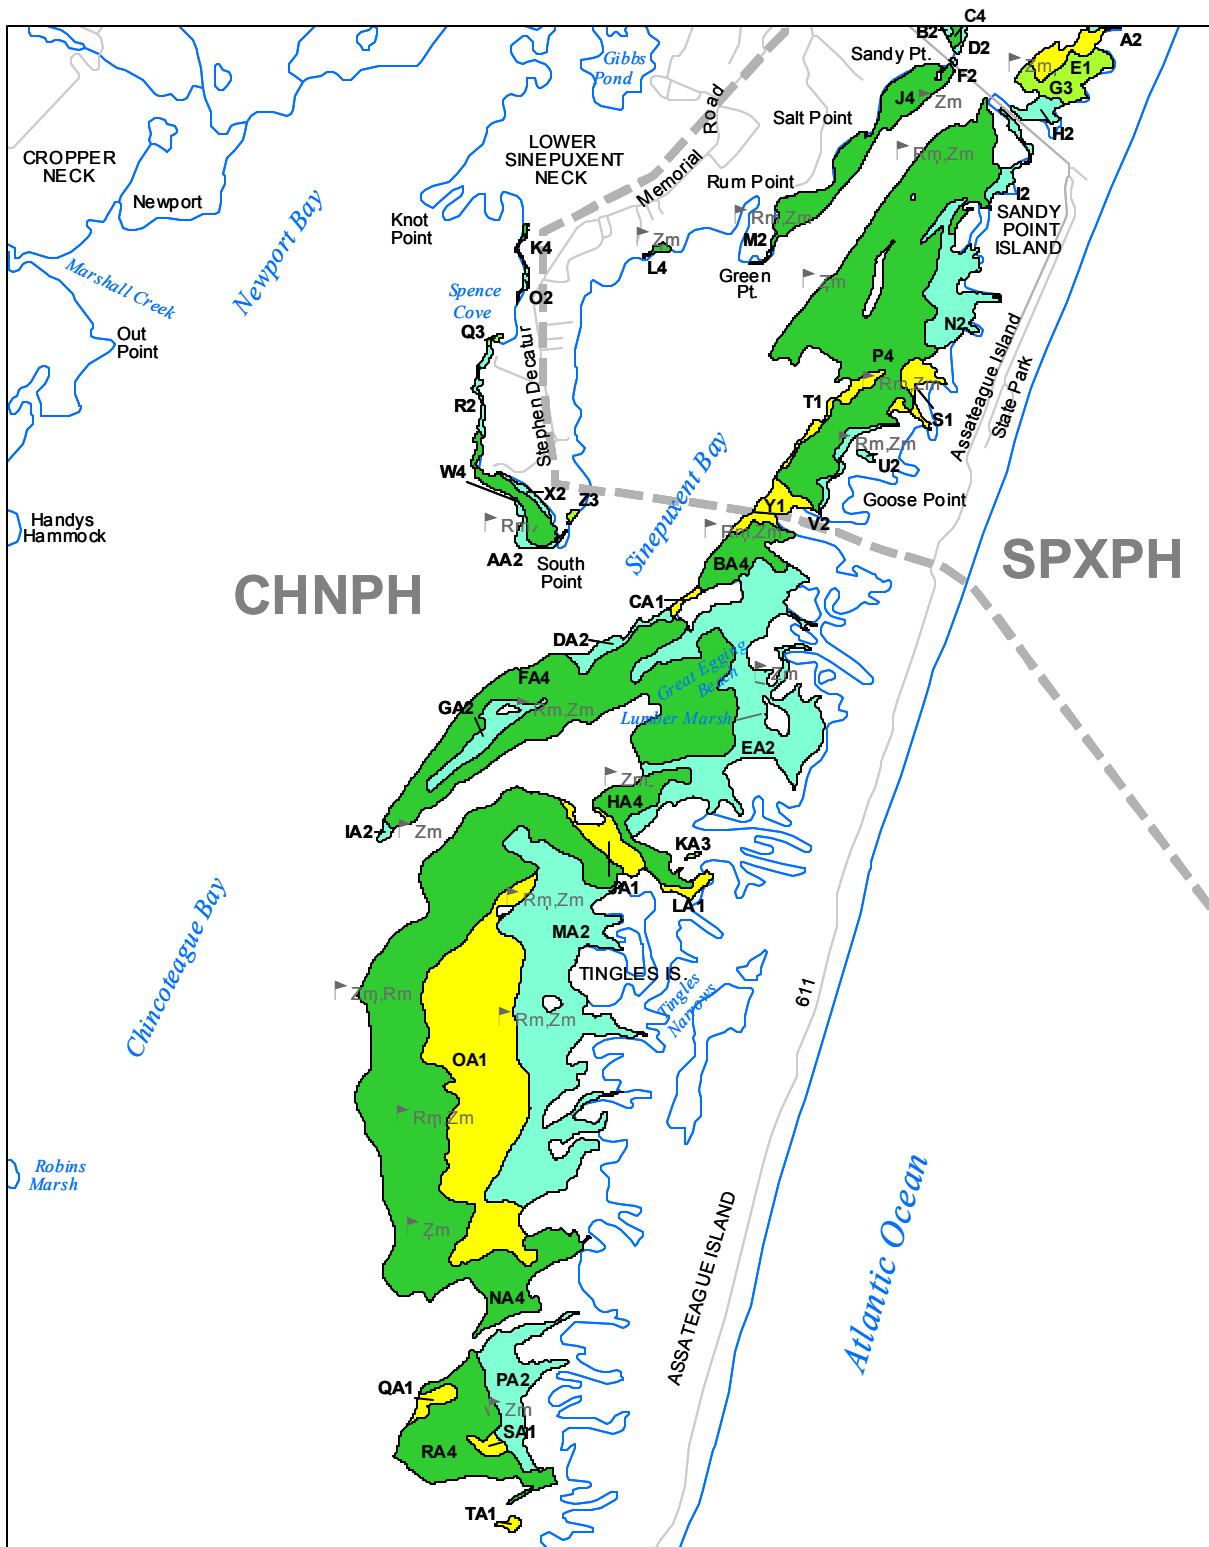 C4
B2
A2
D2
Sandy Pt.
Gibbs
Pond
F2
Zm
E1
G3
J4
Zm
Salt Point
H2
Road
LOWER
SINEPUXENT
NECK
CROPPER
NECK
Rm,Zm
Memorial
Rum Point
I2
Newport
Newport Bay
SANDY
POINT
ISLAND
Knot
Point
Rm,Zm
K4
Zm
M2
L4
Green
Pt.
Marshall Creek
Zm
Spence
Cove
O2
N2
Q3
Out
Point
Stephen Decatur
Assateague Island
State Park
P4
Rm,Zm
R2
T1
S1
Rm,Zm
U2
W4
Sinepuxent Bay
X2
Z3
Goose Point
Y1
V2
Handys
Hammock
Rm
Rm,Zm
AA2
South
Point
BA4
SPXPH
CHNPH
CA1
DA2
Great Egging
Beach
Zm
FA4
GA2
Rm,Zm
Lumber Marsh
EA2
Zm
HA4
IA2
Zm
KA3
JA1
LA1
Rm,Zm
MA2
Chincoteague Bay
TINGLES IS.
Zm,Rm
Tingles
Narrows
611
Rm,Zm
OA1
Rm,Zm
Robins
Marsh
Zm
ASSATEAGUE ISLAND
Atlantic Ocean
NA4
PA2
QA1
Zm
SA1
RA4
TA1